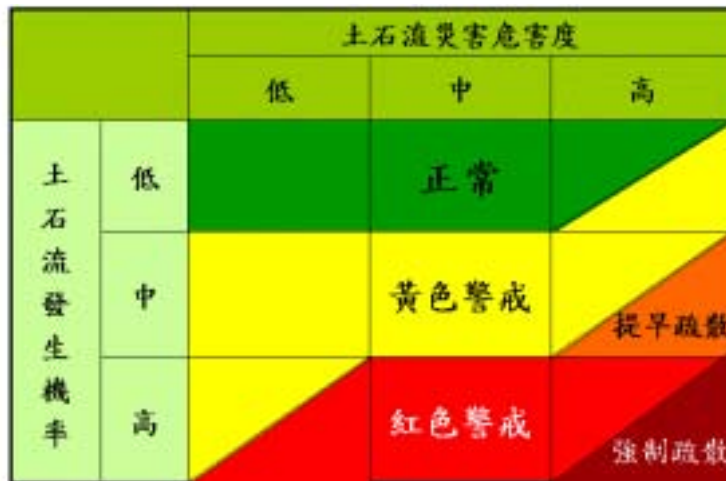 土石流災害危害度
低 中 高
土石流發生機率
低 正常
中 黃色警戒
提早疏散
高 紅色警戒
強制疏散